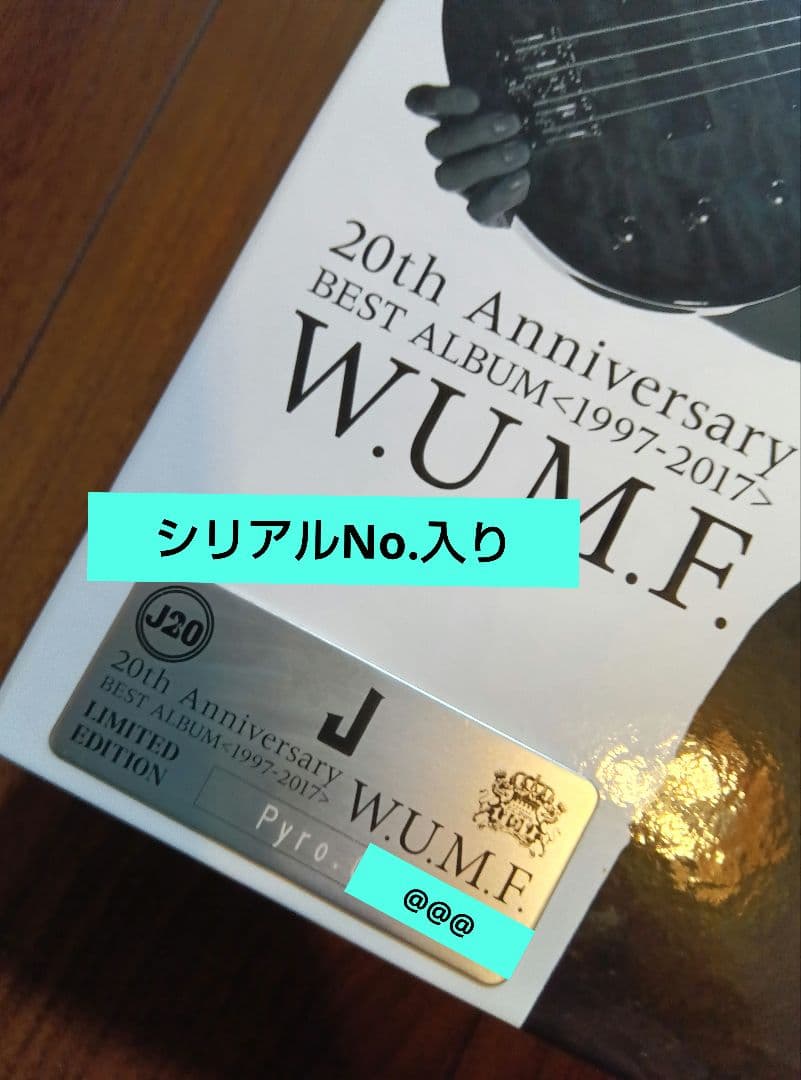 20th Anniversary
BEST ALBUM<1997-2017>
W.U.M.F.
シリアルNo.入り
J20
20th Anniversary
BEST ALBUM<1997-2017>
LIMITED
EDITION
J
W.U.M.F.
Pyro.
@@@